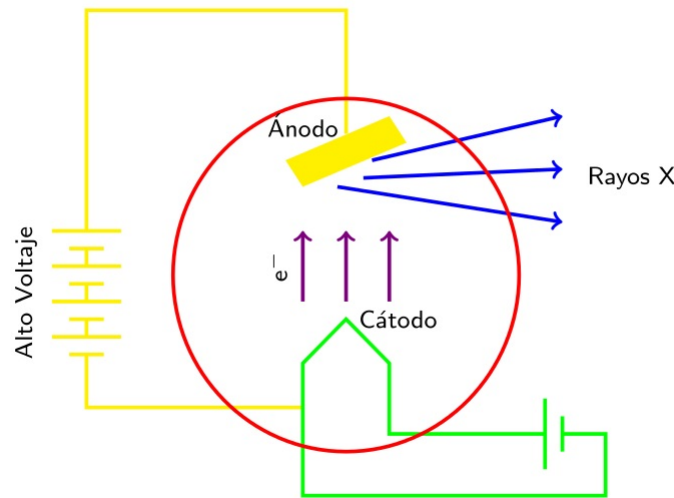 Ánodo
Rayos X
Alto Voltaje
e⁻
Cátodo